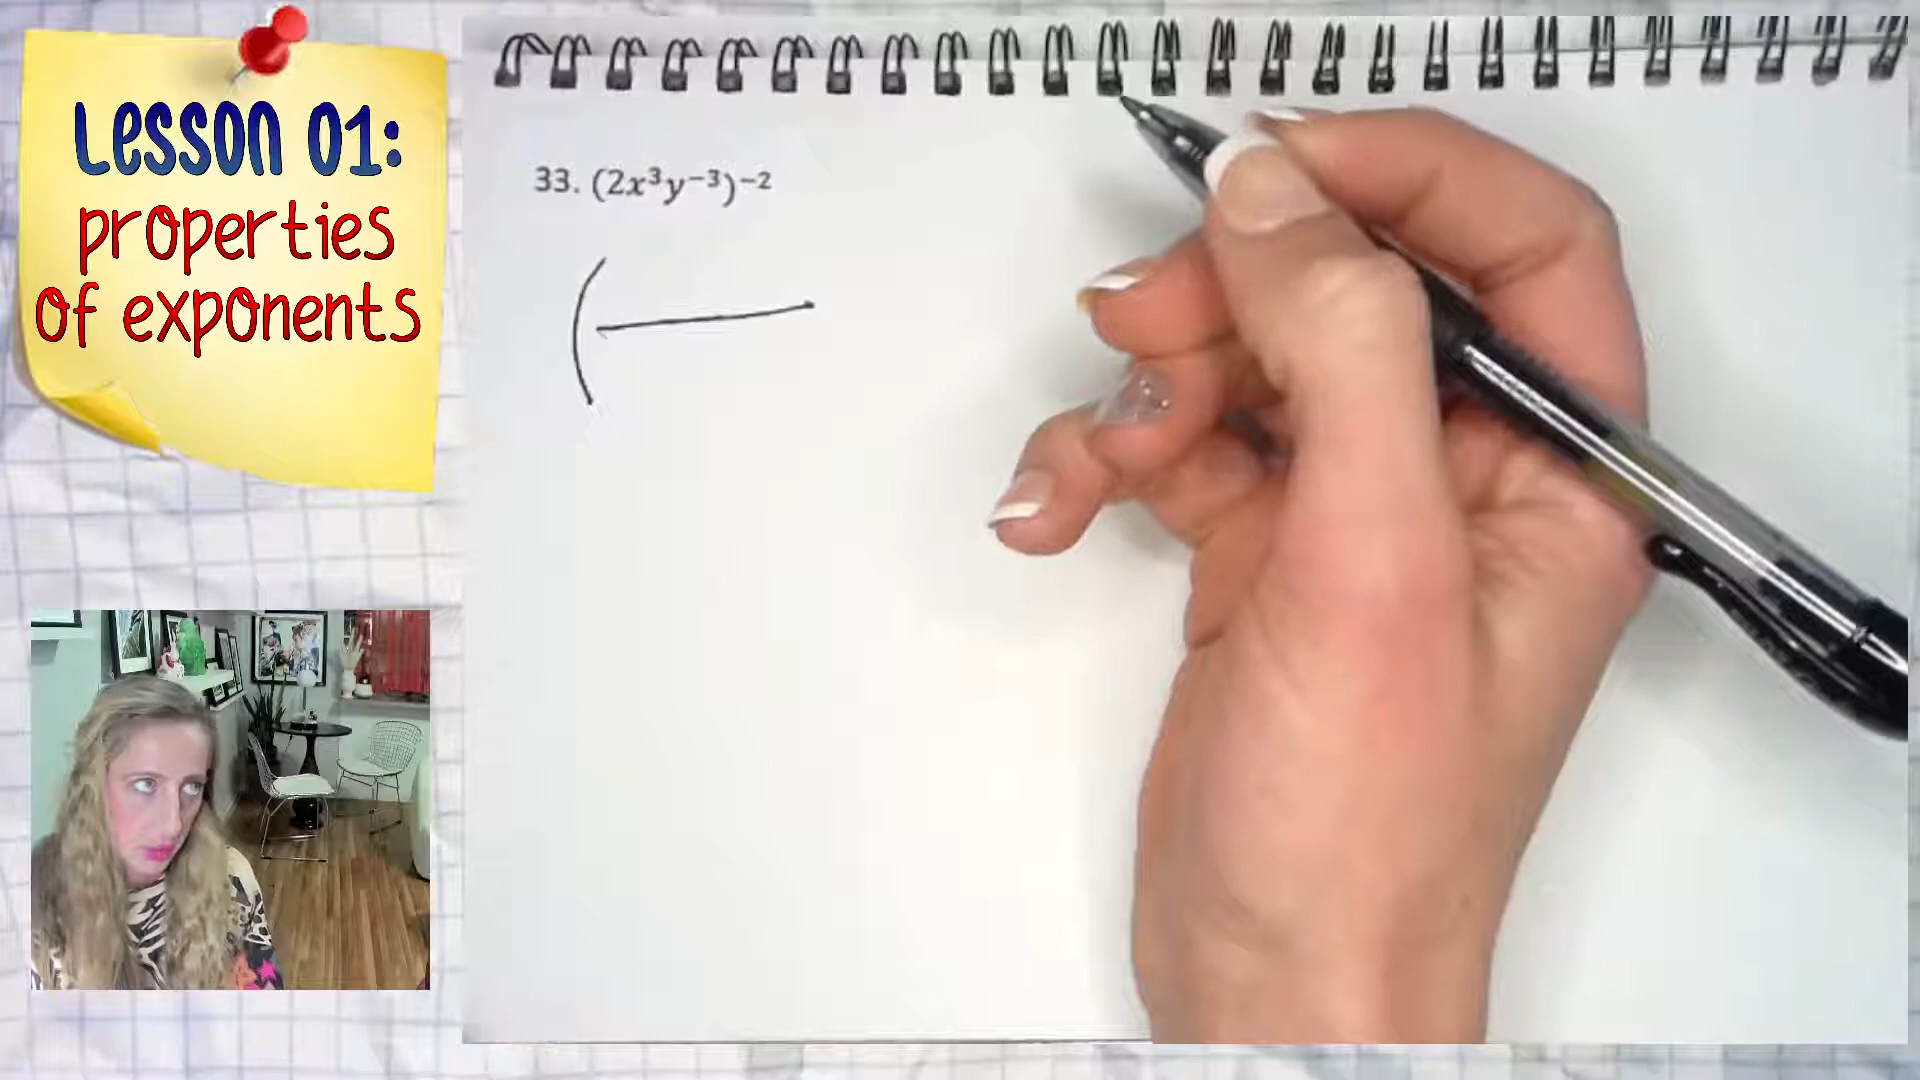 Lesson 01:
properties
of exponents
33. (2x³y⁻³)⁻²
(